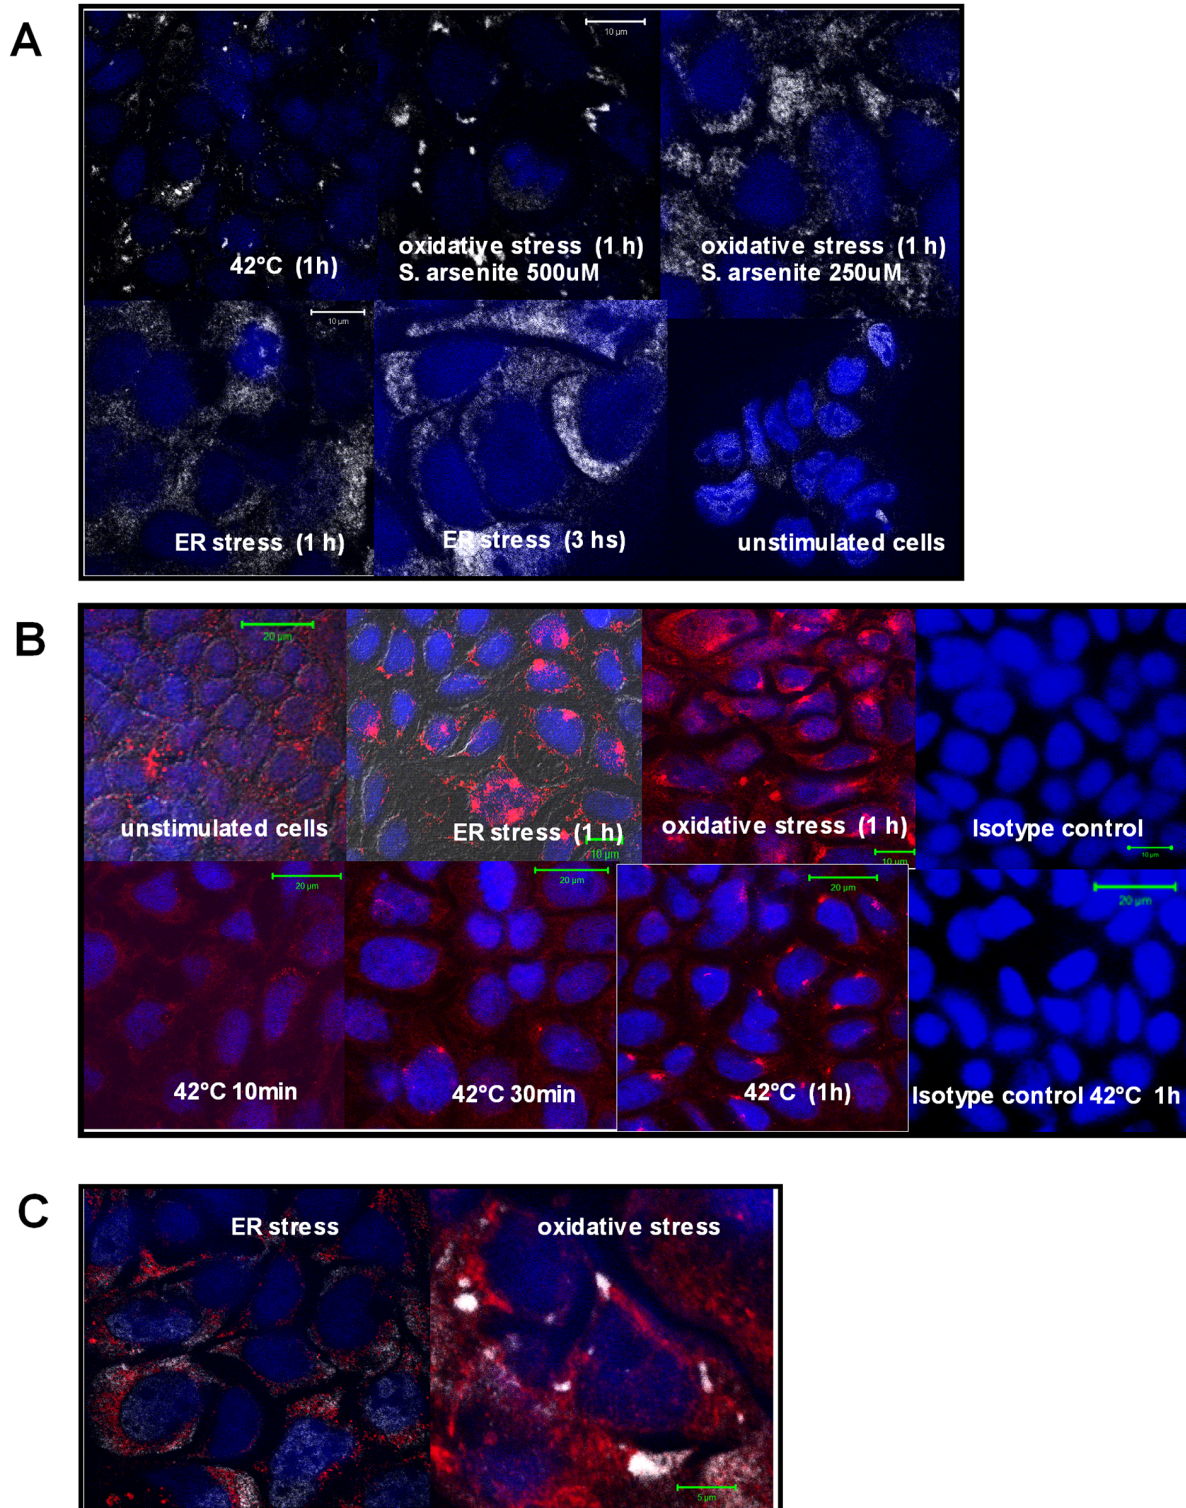 A
10 µm
42°C (1h)
oxidative stress (1 h)
S. arsenite 500uM
oxidative stress (1 h)
S. arsenite 250uM
10 µm
ER stress (1 h)
ER stress (3 hs)
unstimulated cells
B
20 µm
unstimulated cells
ER stress (1 h)
10 µm
oxidative stress (1 h)
10 µm
Isotype control
10 µm
20 µm
42°C 10min
20 µm
42°C 30min
20 µm
42°C (1h)
20 µm
Isotype control 42°C 1h
C
ER stress
oxidative stress
5 µm